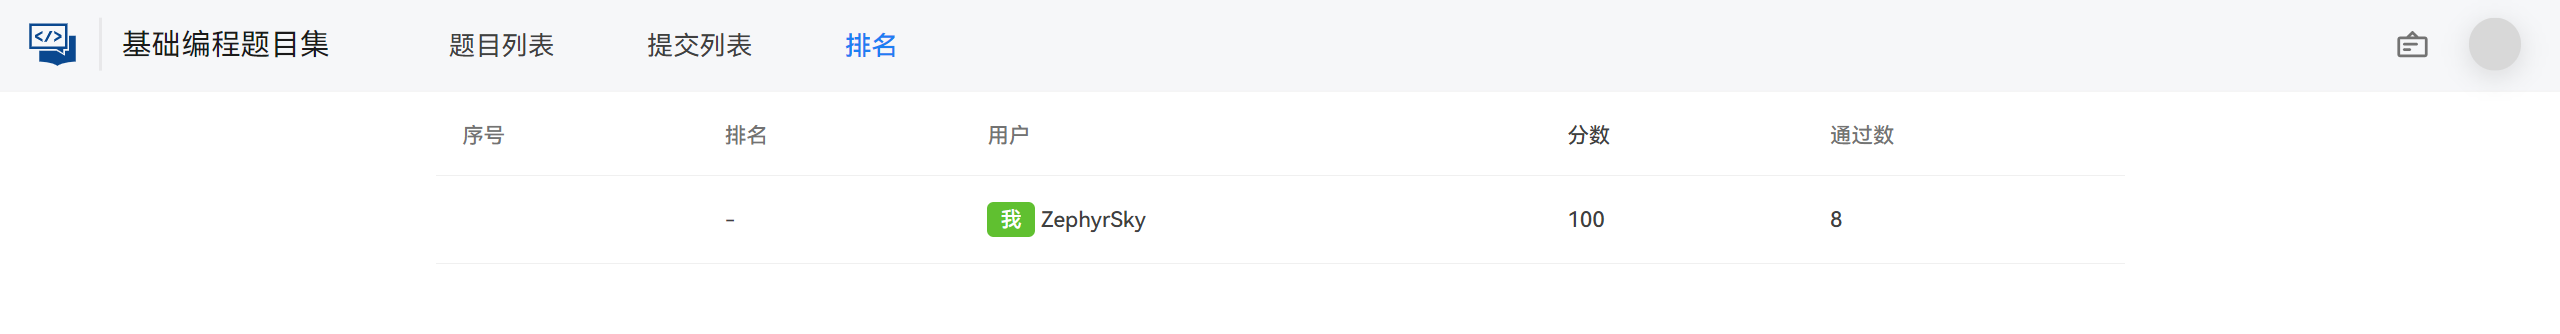 </> 基础编程题目集 题目列表 提交列表 排名
序号 排名 用户 分数 通过数
- 我 ZephyrSky 100 8